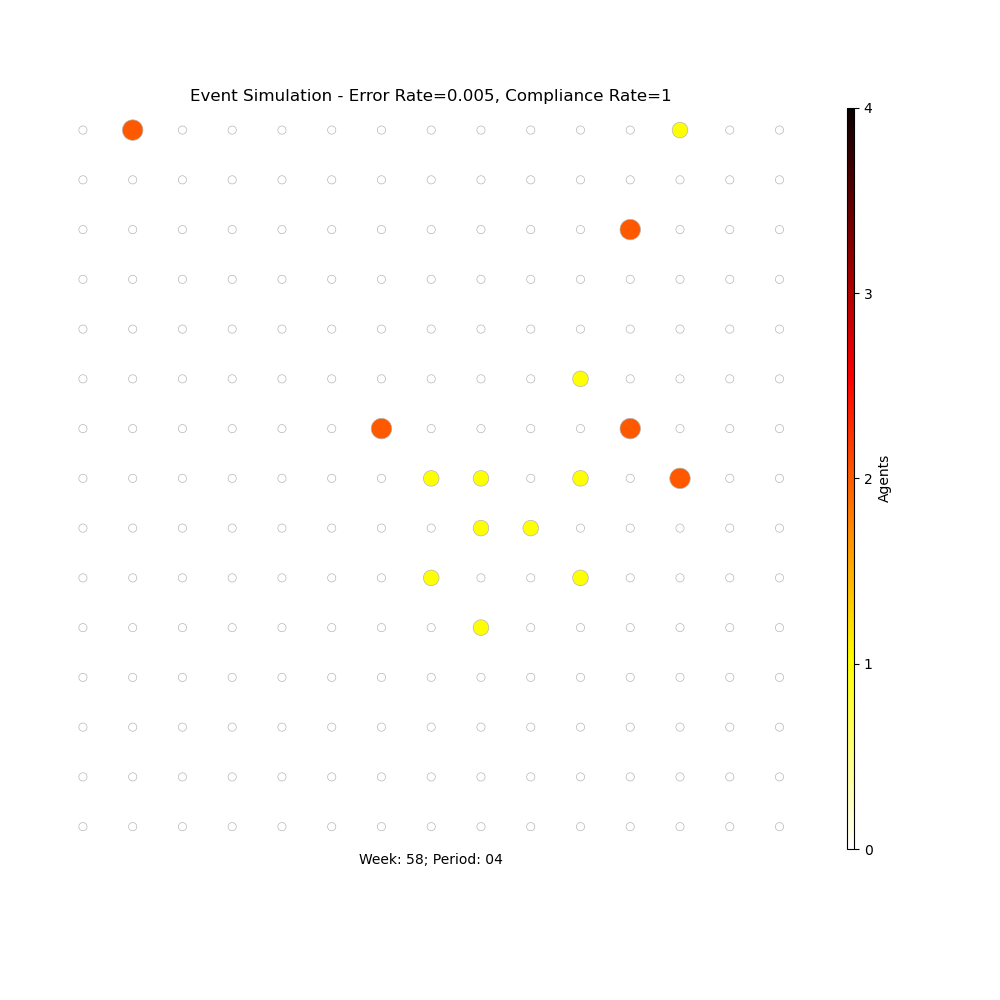 Event Simulation - Error Rate=0.005, Compliance Rate=1
4
3
2
1
0
Agents
Week: 58; Period: 04